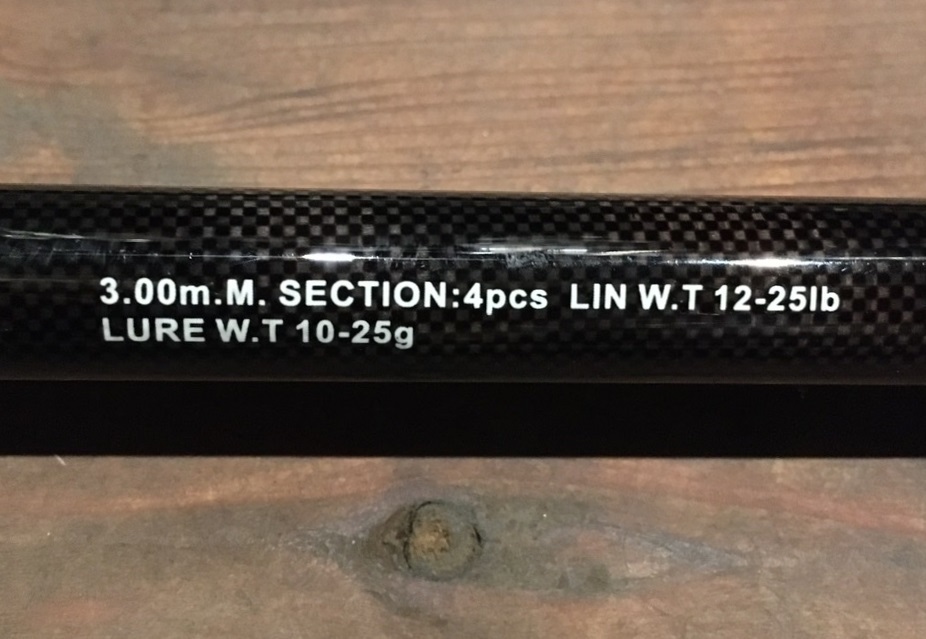 3.00m.M. SECTION:4pcs LIN W.T 12-25lb
LURE W.T 10-25g